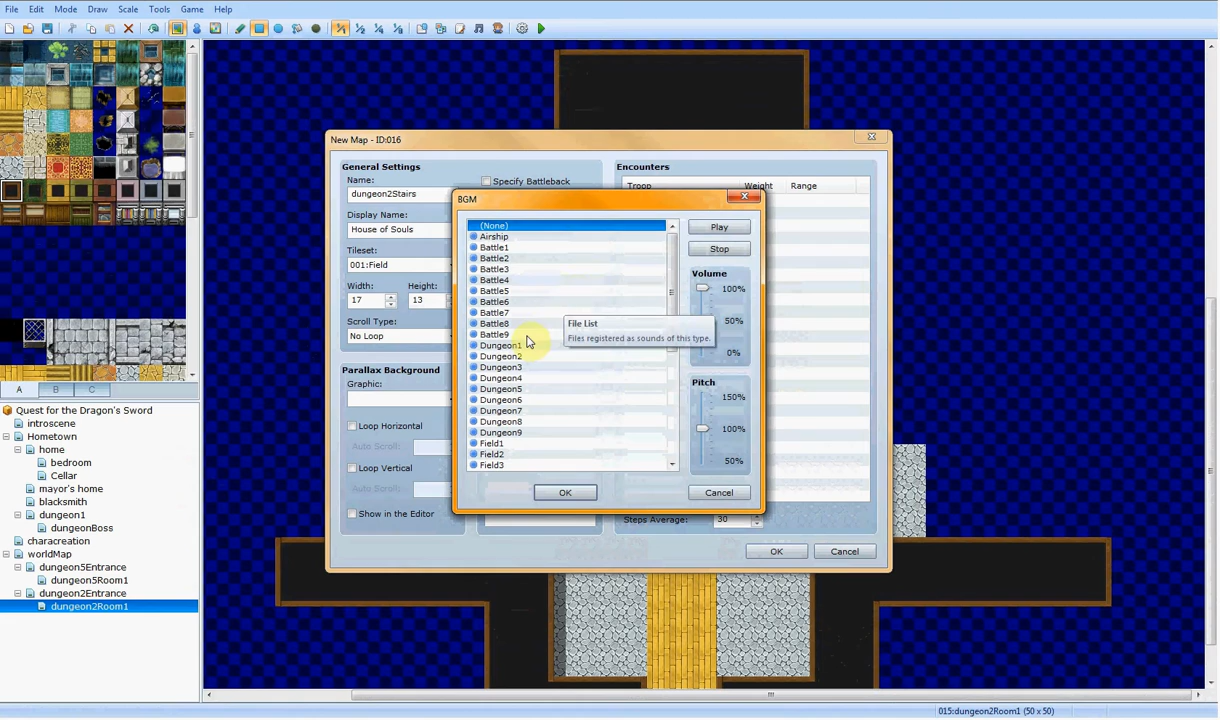 File Edit Mode Draw Scale Tools Game Help
New Map - ID:016
General Settings
Name:
Specify Battleback
dungeon2Stairs
Display Name:
House of Souls
Tileset:
001:Field
Width: Height:
17 13
Scroll Type:
No Loop
Parallax Background
Graphic:
Loop Horizontal
Auto Scroll:
Loop Vertical
Auto Scroll:
Show in the Editor
Encounters
Troop Weight Range
Steps Average: 30
OK Cancel
BGM
(None)
Airship
Battle1
Battle2
Battle3
Battle4
Battle5
Battle6
Battle7
Battle8
Battle9
Dungeon1
Dungeon2
Dungeon3
Dungeon4
Dungeon5
Dungeon6
Dungeon7
Dungeon8
Dungeon9
Field1
Field2
Field3
Play
Stop
Volume
100%
50%
0%
Pitch
150%
100%
50%
OK Cancel
File List
Files registered as sounds of this type.
A B C
Quest for the Dragon's Sword
introscene
Hometown
home
bedroom
Cellar
mayor's home
blacksmith
dungeon1
dungeonBoss
characreation
worldMap
dungeon5Entrance
dungeon5Room1
dungeon2Entrance
dungeon2Room1
015:dungeon2Room1 (50 x 50)